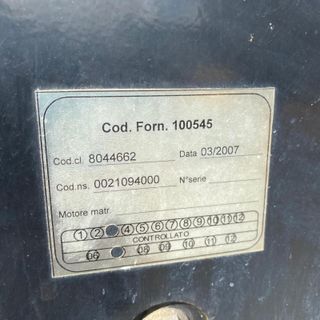 Cod. Forn. 100545
Cod.cl. 8044662 Data 03/2007
Cod.ns. 0021094000 N°serie
Motore matr.
1 2 4 5 6 7 8 9 10 11 12
CONTROLLATO
06 08 09 10 11 12